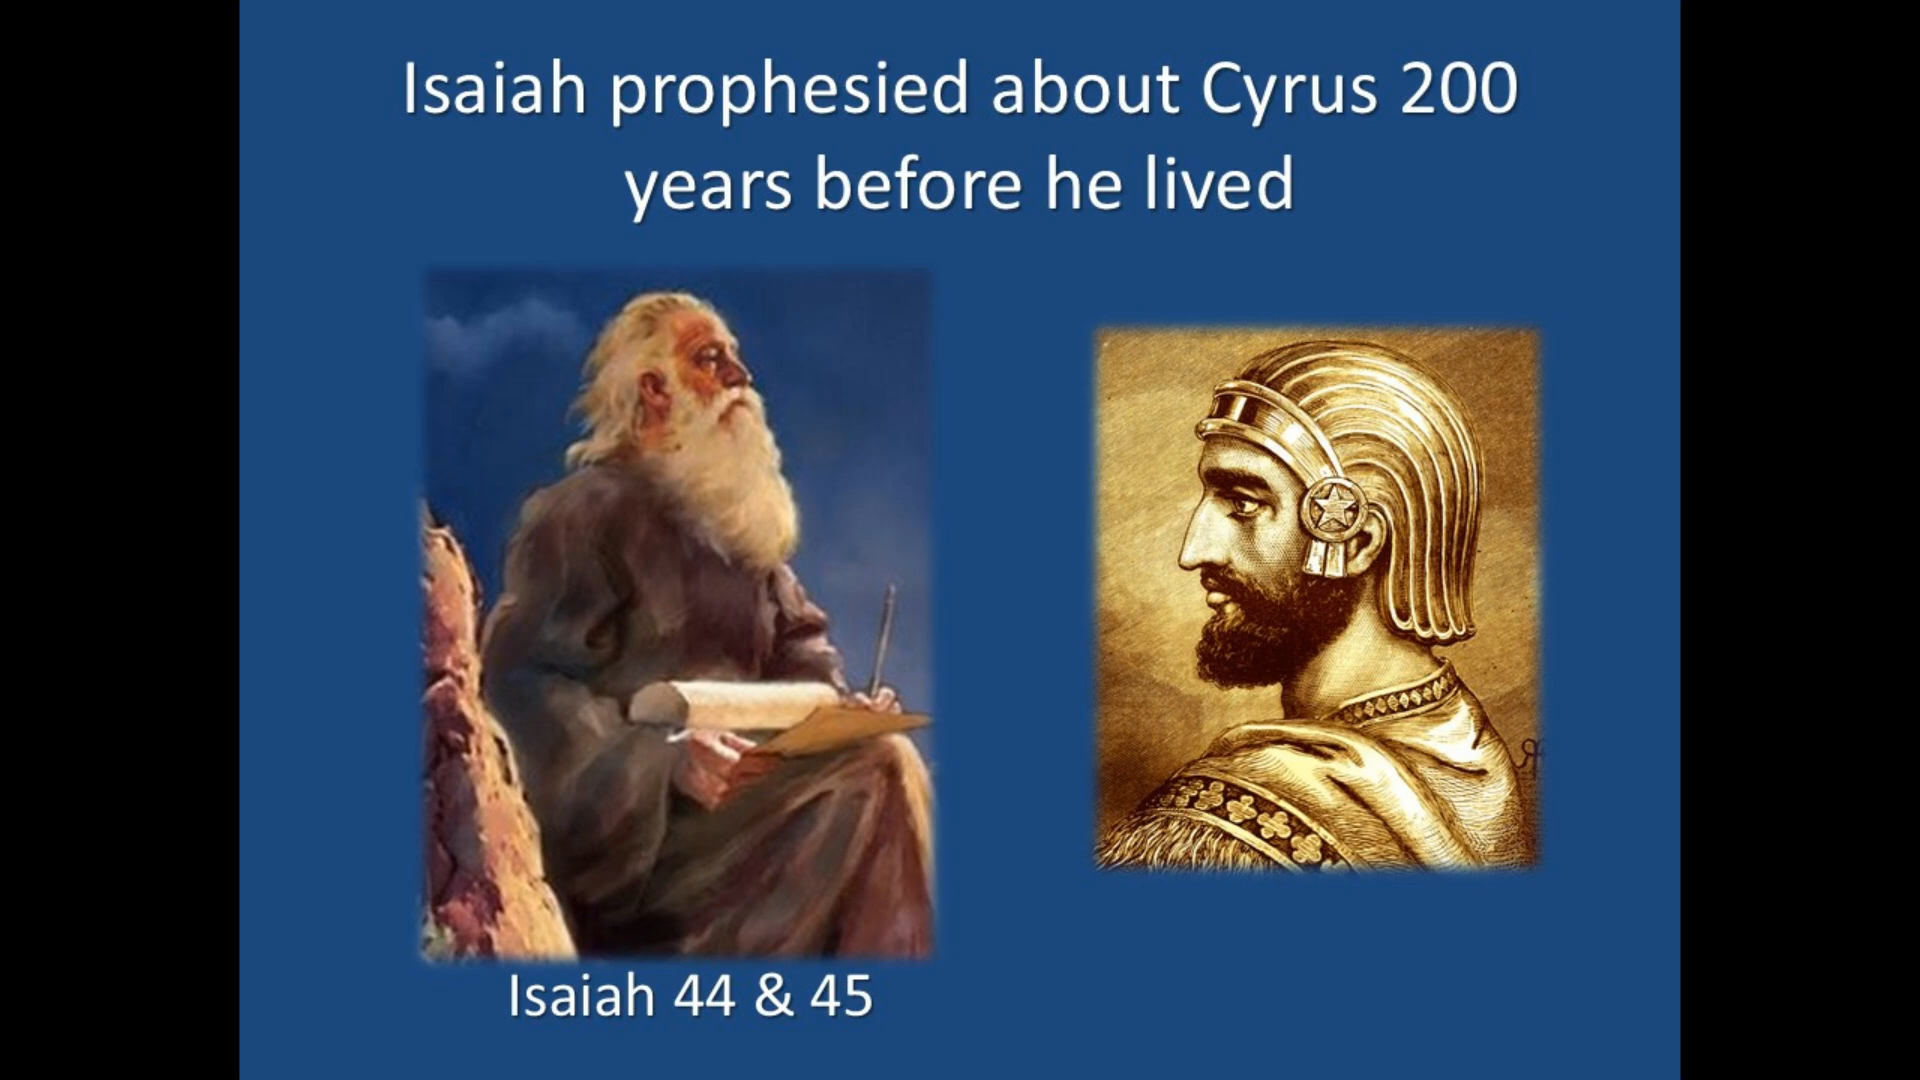 Isaiah prophesied about Cyrus 200
years before he lived
Isaiah 44 & 45